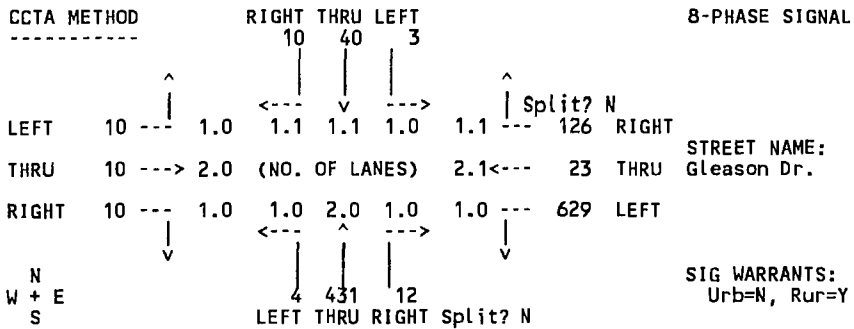 CCTA METHOD RIGHT THRU LEFT 8-PHASE SIGNAL
----------- 10 40 3
^ ^
<--- v ---> Split? N
LEFT 10 --- 1.0 1.1 1.1 1.0 1.1 --- 126 RIGHT
STREET NAME:
THRU 10 ---> 2.0 (NO. OF LANES) 2.1<--- 23 THRU Gleason Dr.
RIGHT 10 --- 1.0 1.0 2.0 1.0 1.0 --- 629 LEFT
<--- ^ --->
v v
N SIG WARRANTS:
W + E 4 431 12 Urb=N, Rur=Y
S LEFT THRU RIGHT Split? N